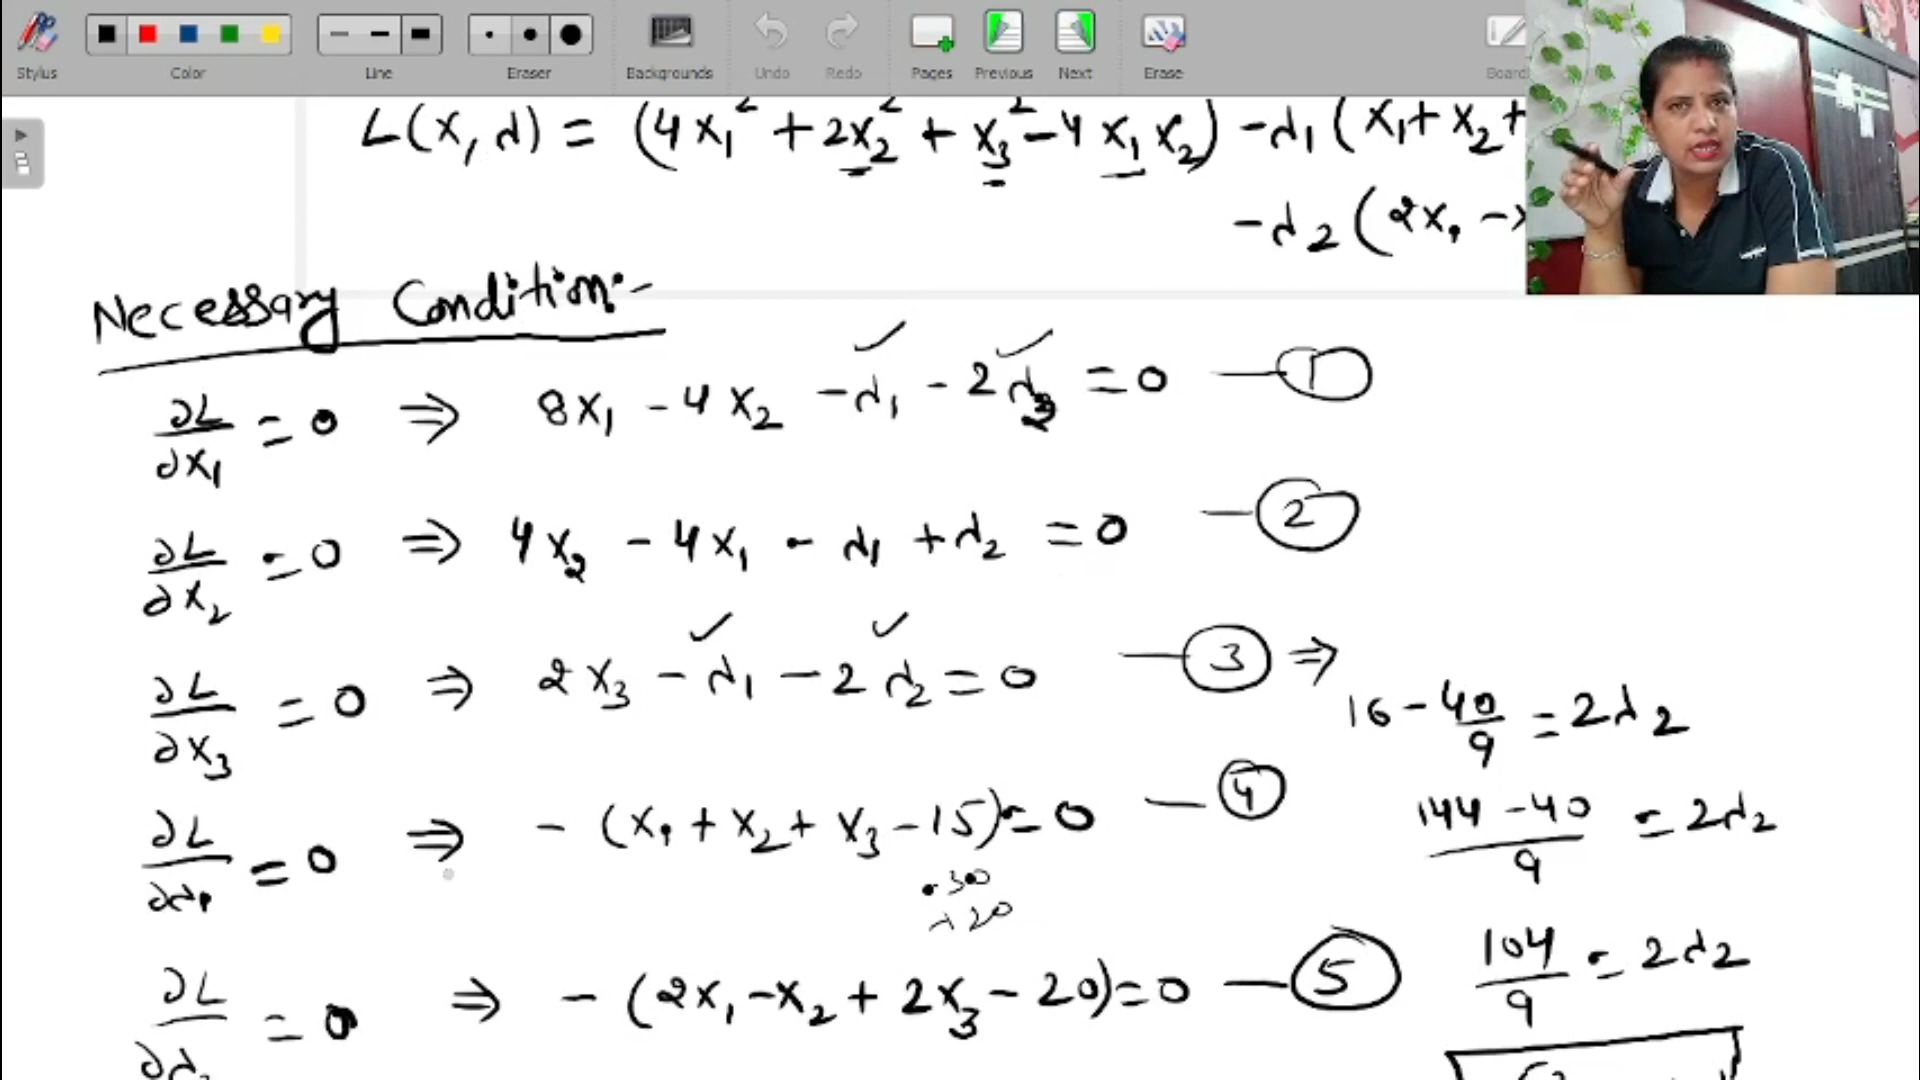 Stylus
Color
Line
Eraser
Backgrounds
Undo
Redo
Pages
Previous
Next
Erase
Board
L(x, λ) = (4x₁² + 2x₂² + x₃² - 4x₁x₂) - λ₁(x₁ + x₂ +
- λ₂(2x₁ - x
Necessary Condition:-
∂L/∂x₁ = 0 ⇒ 8x₁ - 4x₂ - λ₁ - 2λ₂ = 0 — ①
∂L/∂x₂ = 0 ⇒ 4x₂ - 4x₁ - λ₁ + λ₂ = 0 — ②
∂L/∂x₃ = 0 ⇒ 2x₃ - λ₁ - 2λ₂ = 0 — ③ ⇒
16 - 40/9 = 2λ₂
∂L/∂λ₁ = 0 ⇒ - (x₁ + x₂ + x₃ - 15) = 0 — ④
144 - 40/9 = 2λ₂
30
20
104/9 = 2λ₂
∂L/∂λ₂ = 0 ⇒ - (2x₁ - x₂ + 2x₃ - 20) = 0 — ⑤